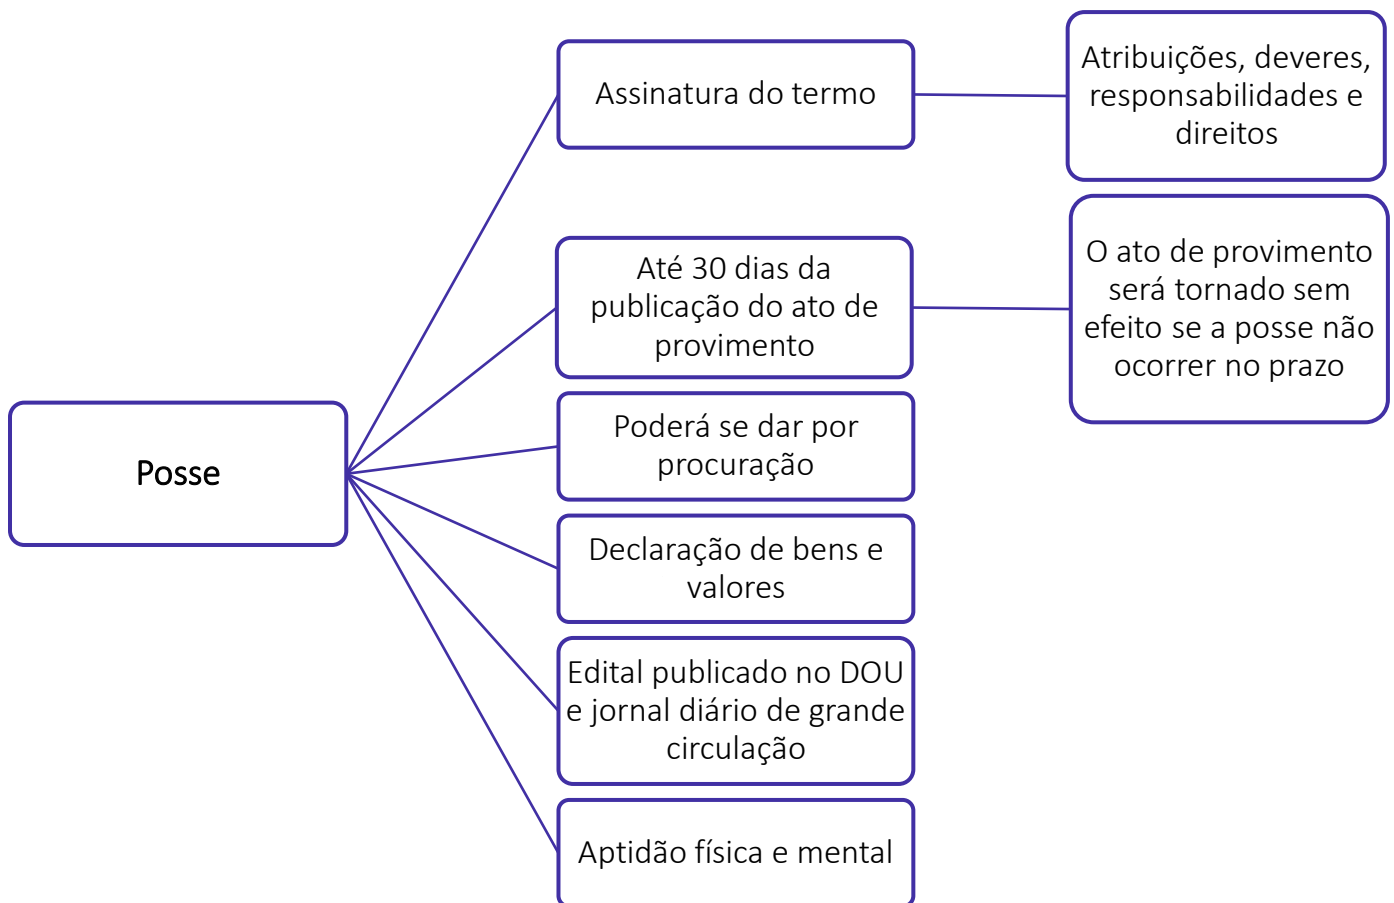 Posse
Assinatura do termo
Atribuições, deveres,
responsabilidades e
direitos
Até 30 dias da
publicação do ato de
provimento
O ato de provimento
será tornado sem
efeito se a posse não
ocorrer no prazo
Poderá se dar por
procuração
Declaração de bens e
valores
Edital publicado no DOU
e jornal diário de grande
circulação
Aptidão física e mental